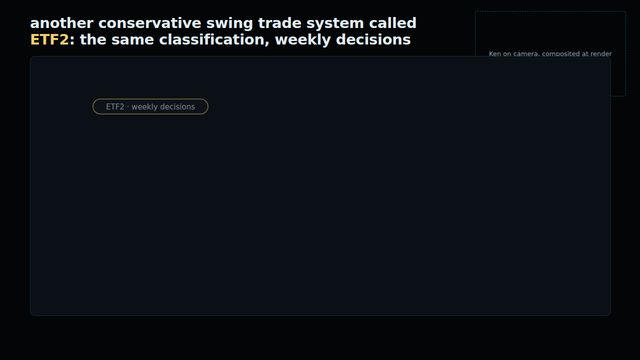 another conservative swing trade system called
ETF2: the same classification, weekly decisions
Ken on camera, composited at render
ETF2 · weekly decisions